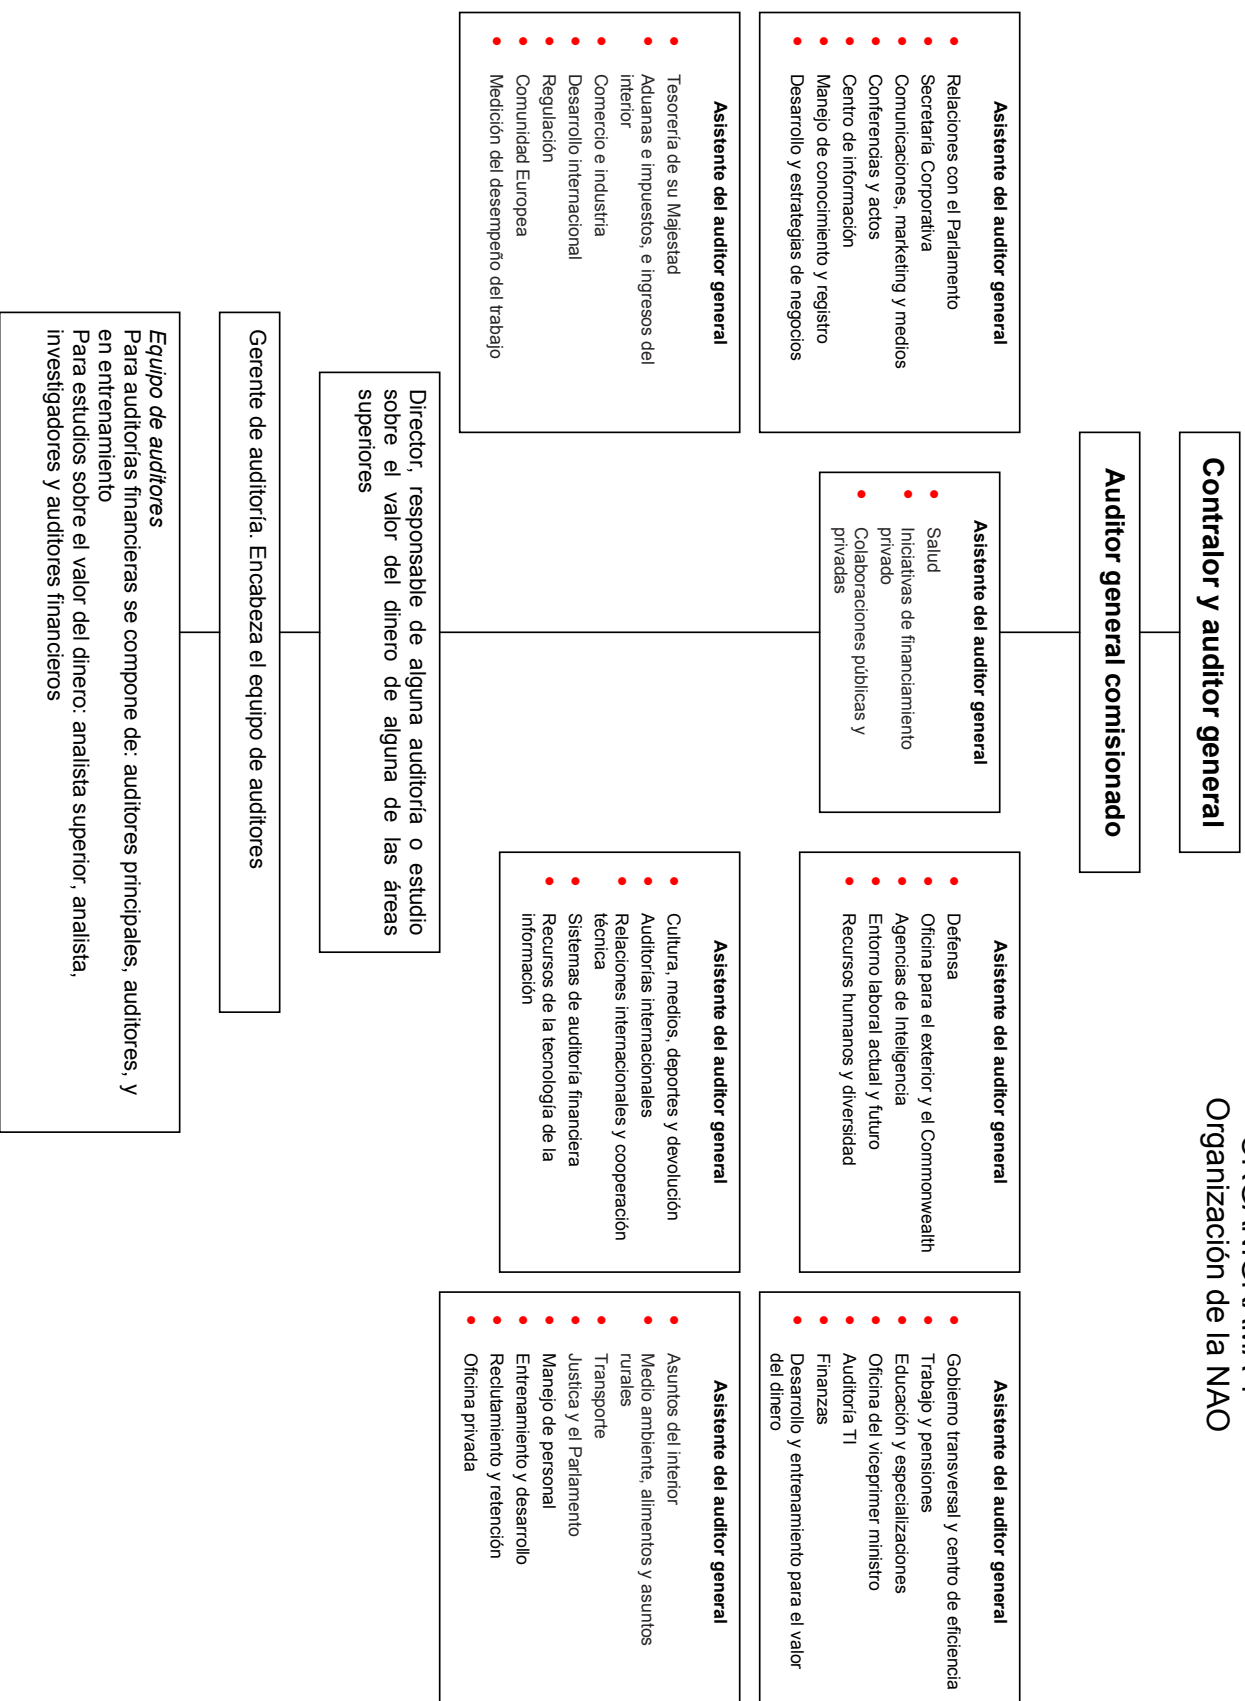 Organización de la NAO
Contralor y auditor general
Auditor general comisionado
Asistente del auditor general
Relaciones con el Parlamento
Secretaría Corporativa
Comunicaciones, marketing y medios
Conferencias y actos
Centro de información
Manejo de conocimiento y registro
Desarrollo y estrategias de negocios
Asistente del auditor general
Salud
Iniciativas de financiamiento
privado
Colaboraciones públicas y
privadas
Asistente del auditor general
Defensa
Oficina para el exterior y el Commonwealth
Agencias de Inteligencia
Entorno laboral actual y futuro
Recursos humanos y diversidad
Asistente del auditor general
Gobierno transversal y centro de eficiencia
Trabajo y pensiones
Educación y especializaciones
Oficina del viceprimer ministro
Auditoría TI
Finanzas
Desarrollo y entrenamiento para el valor
del dinero
Asistente del auditor general
Tesorería de su Majestad
Aduanas e impuestos, e ingresos del
interior
Comercio e industria
Desarrollo internacional
Regulación
Comunidad Europea
Medición del desempeño del trabajo
Asistente del auditor general
Cultura, medios, deportes y devolución
Auditorías internacionales
Relaciones internacionales y cooperación
técnica
Sistemas de auditoría financiera
Recursos de la tecnología de la
información
Asistente del auditor general
Asuntos del interior
Medio ambiente, alimentos y asuntos
rurales
Transporte
Justica y el Parlamento
Manejo de personal
Entrenamiento y desarrollo
Reclutamiento y retención
Oficina privada
Director, responsable de alguna auditoría o estudio
sobre el valor del dinero de alguna de las áreas
superiores
Gerente de auditoría. Encabeza el equipo de auditores
Equipo de auditores
Para auditorías financieras se compone de: auditores principales, auditores, y
en entrenamiento
Para estudios sobre el valor del dinero: analista superior, analista,
investigadores y auditores financieros